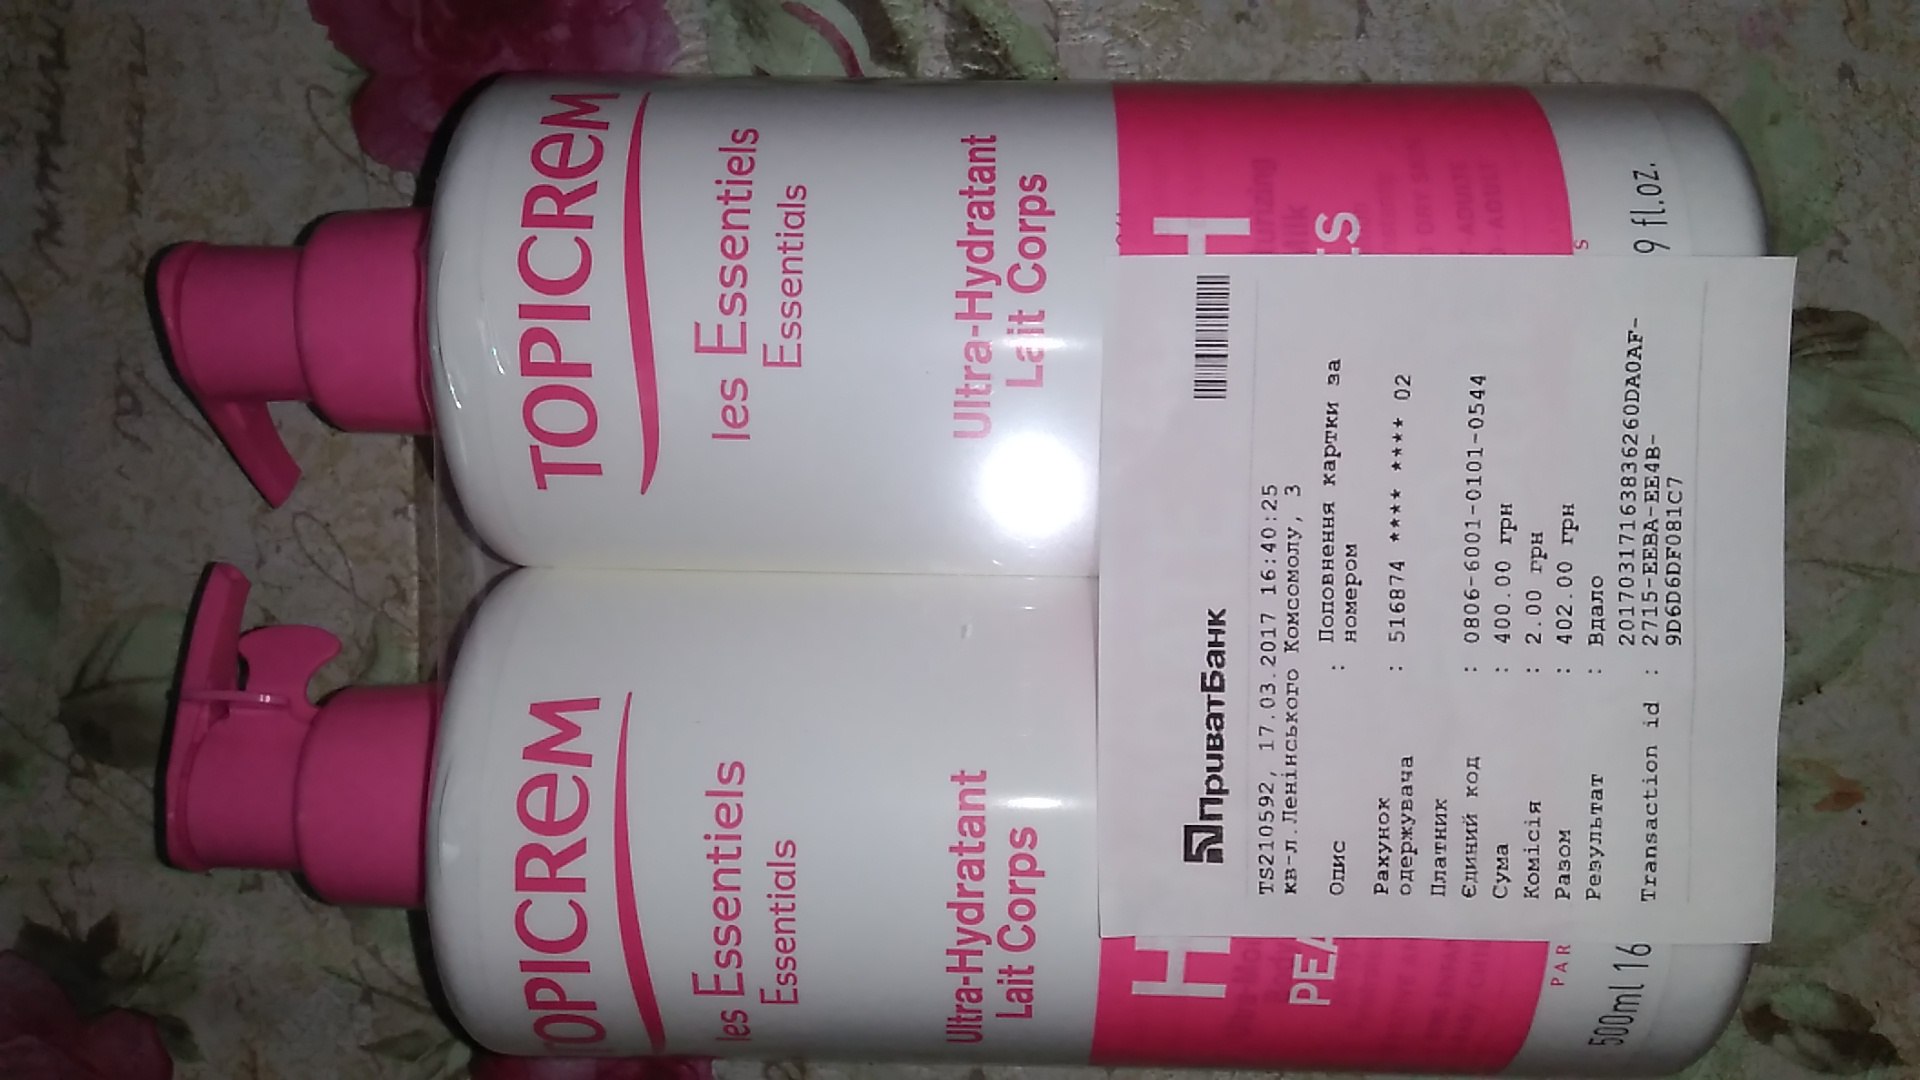 TOPICREM
les Essentiels
Essentials
Ultra-Hydratant
Lait Corps
H
PEA
PAR
500ml 16
TOPICREM
les Essentiels
Essentials
Ultra-Hydratant
Lait Corps
H
9 fl.oz.
ПриватБанк
TS210592, 17.03.2017 16:40:25
кв-л.Ленінського Комсомолу, 3
Опис : Поповнення картки за
номером
Рахунок
одержувача : 516874 **** **** 02
Платник
Єдиний код : 0806-6001-0101-0544
Сума : 400.00 грн
Комісія : 2.00 грн
Разом : 402.00 грн
Результат : Вдало
20170317163836260DA0AF-
Transaction id : 2715-EEBA-EE4B-
9D6D6DF081C7